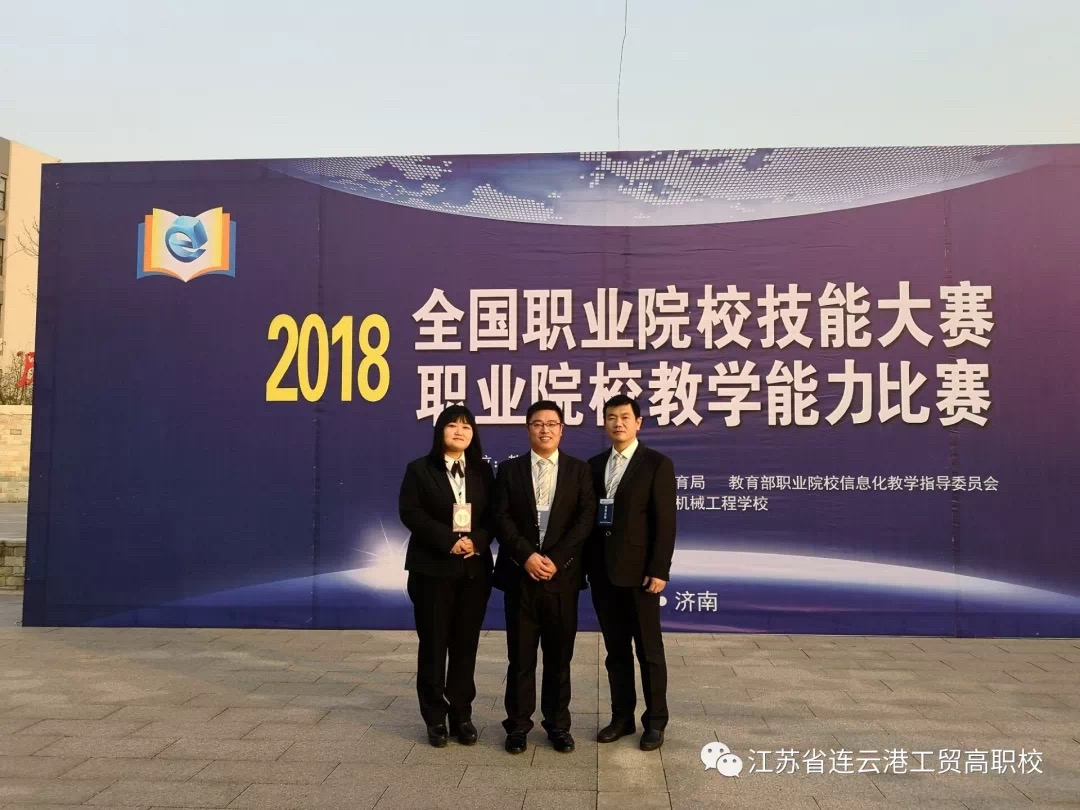 2018
全国职业院校技能大赛
职业院校教学能力比赛
育局 教育部职业院校信息化教学指导委员会
机械工程学校
济南
江苏省连云港工贸高职校